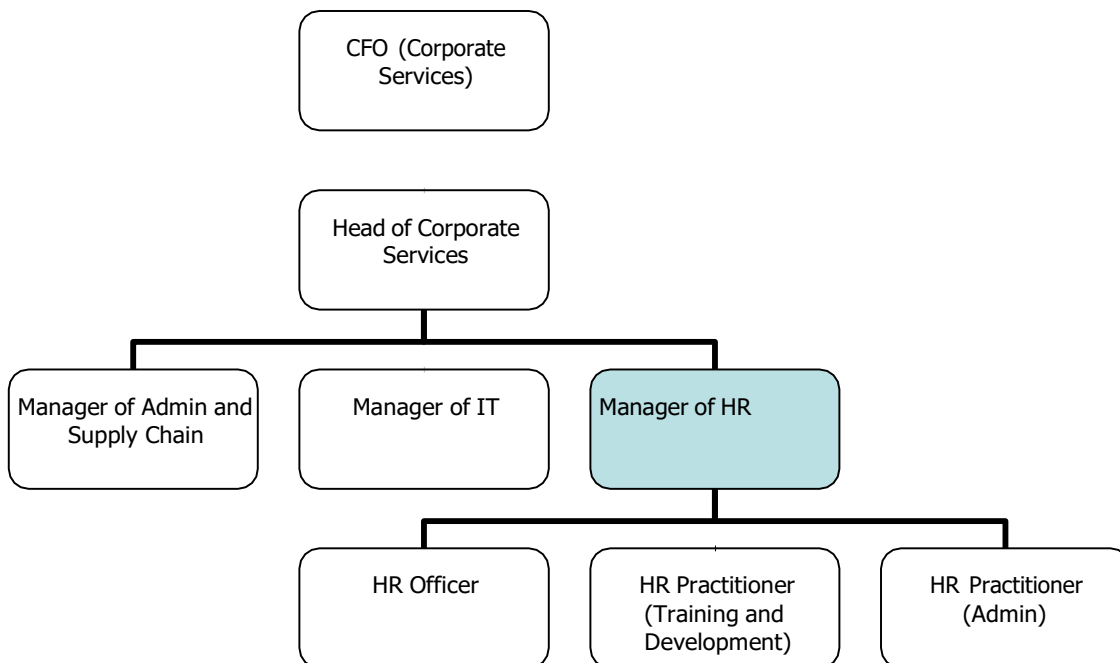 CFO (Corporate
Services)
Head of Corporate
Services
Manager of Admin and
Supply Chain
Manager of IT
Manager of HR
HR Officer
HR Practitioner
(Training and
Development)
HR Practitioner
(Admin)